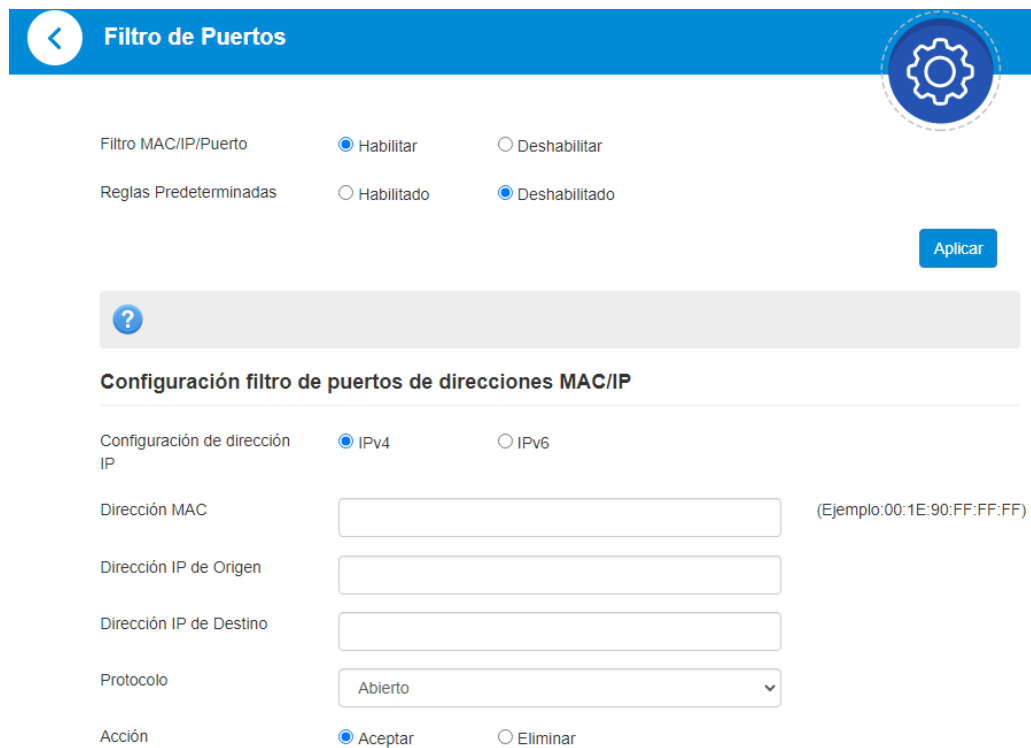 Filtro de Puertos
Filtro MAC/IP/Puerto Habilitar Deshabilitar
Reglas Predeterminadas Habilitado Deshabilitado
Aplicar
?
Configuración filtro de puertos de direcciones MAC/IP
Configuración de dirección IPv4 IPv6
IP
Dirección MAC (Ejemplo:00:1E:90:FF:FF:FF)
Dirección IP de Origen
Dirección IP de Destino
Protocolo Abierto
Acción Aceptar Eliminar